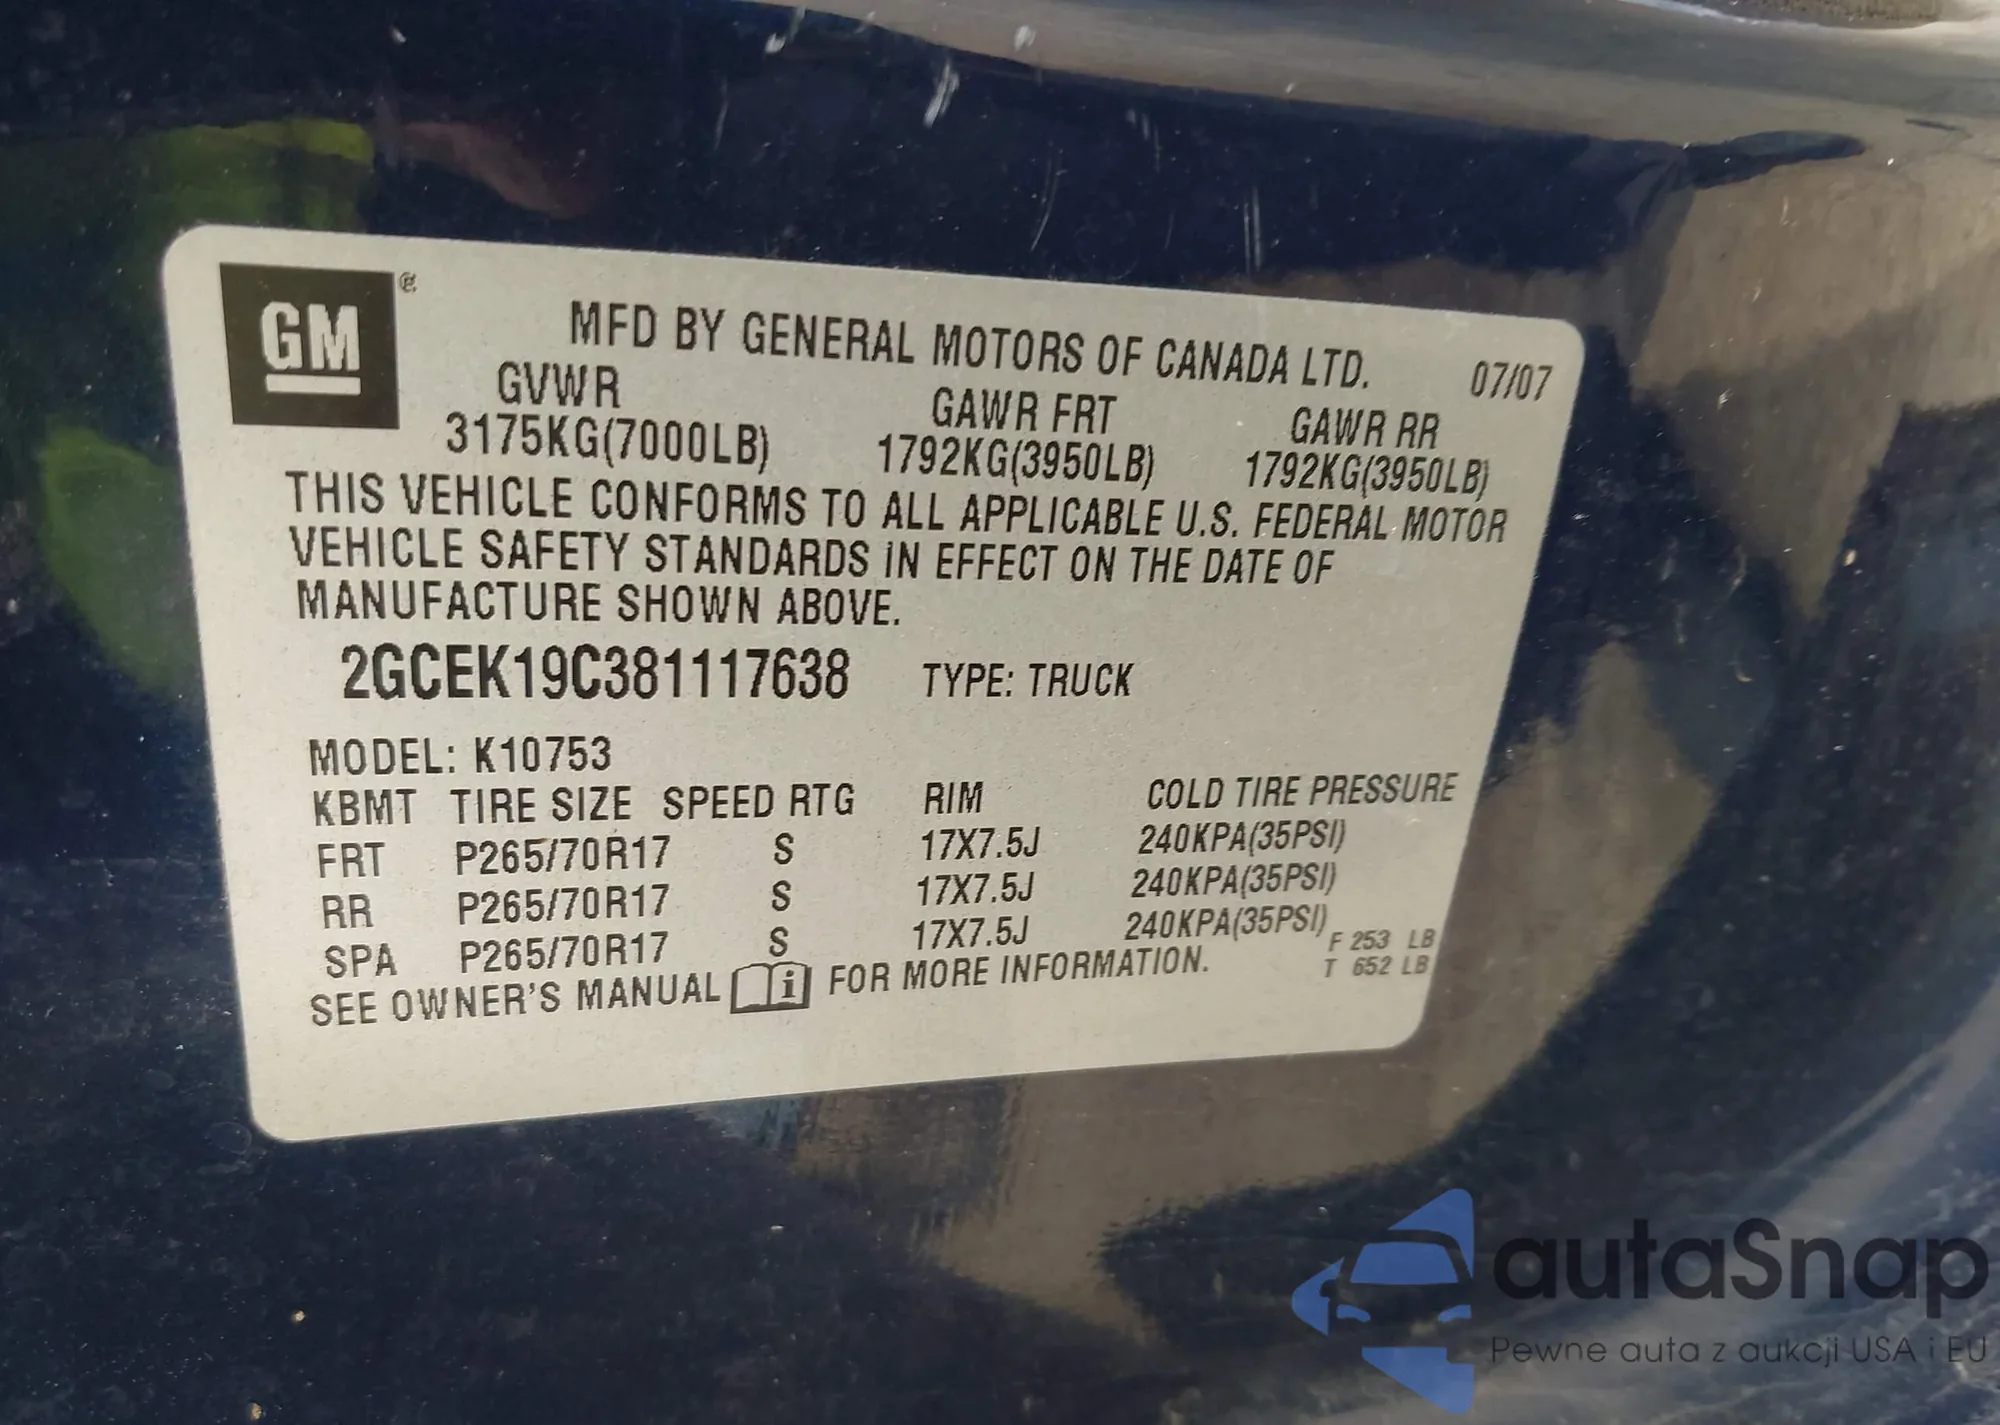 GM
®
MFD BY GENERAL MOTORS OF CANADA LTD. 07/07
GVWR GAWR FRT GAWR RR
3175KG(7000LB) 1792KG(3950LB) 1792KG(3950LB)
THIS VEHICLE CONFORMS TO ALL APPLICABLE U.S. FEDERAL MOTOR
VEHICLE SAFETY STANDARDS IN EFFECT ON THE DATE OF
MANUFACTURE SHOWN ABOVE.
2GCEK19C381117638 TYPE: TRUCK
MODEL: K10753
KBMT TIRE SIZE SPEED RTG RIM COLD TIRE PRESSURE
FRT P265/70R17 S 17X7.5J 240KPA(35PSI)
RR P265/70R17 S 17X7.5J 240KPA(35PSI)
SPA P265/70R17 S 17X7.5J 240KPA(35PSI) F 253 LB
T 652 LB
SEE OWNER'S MANUAL i FOR MORE INFORMATION.
autaSnap
Pewne auta z aukcji USA i EU